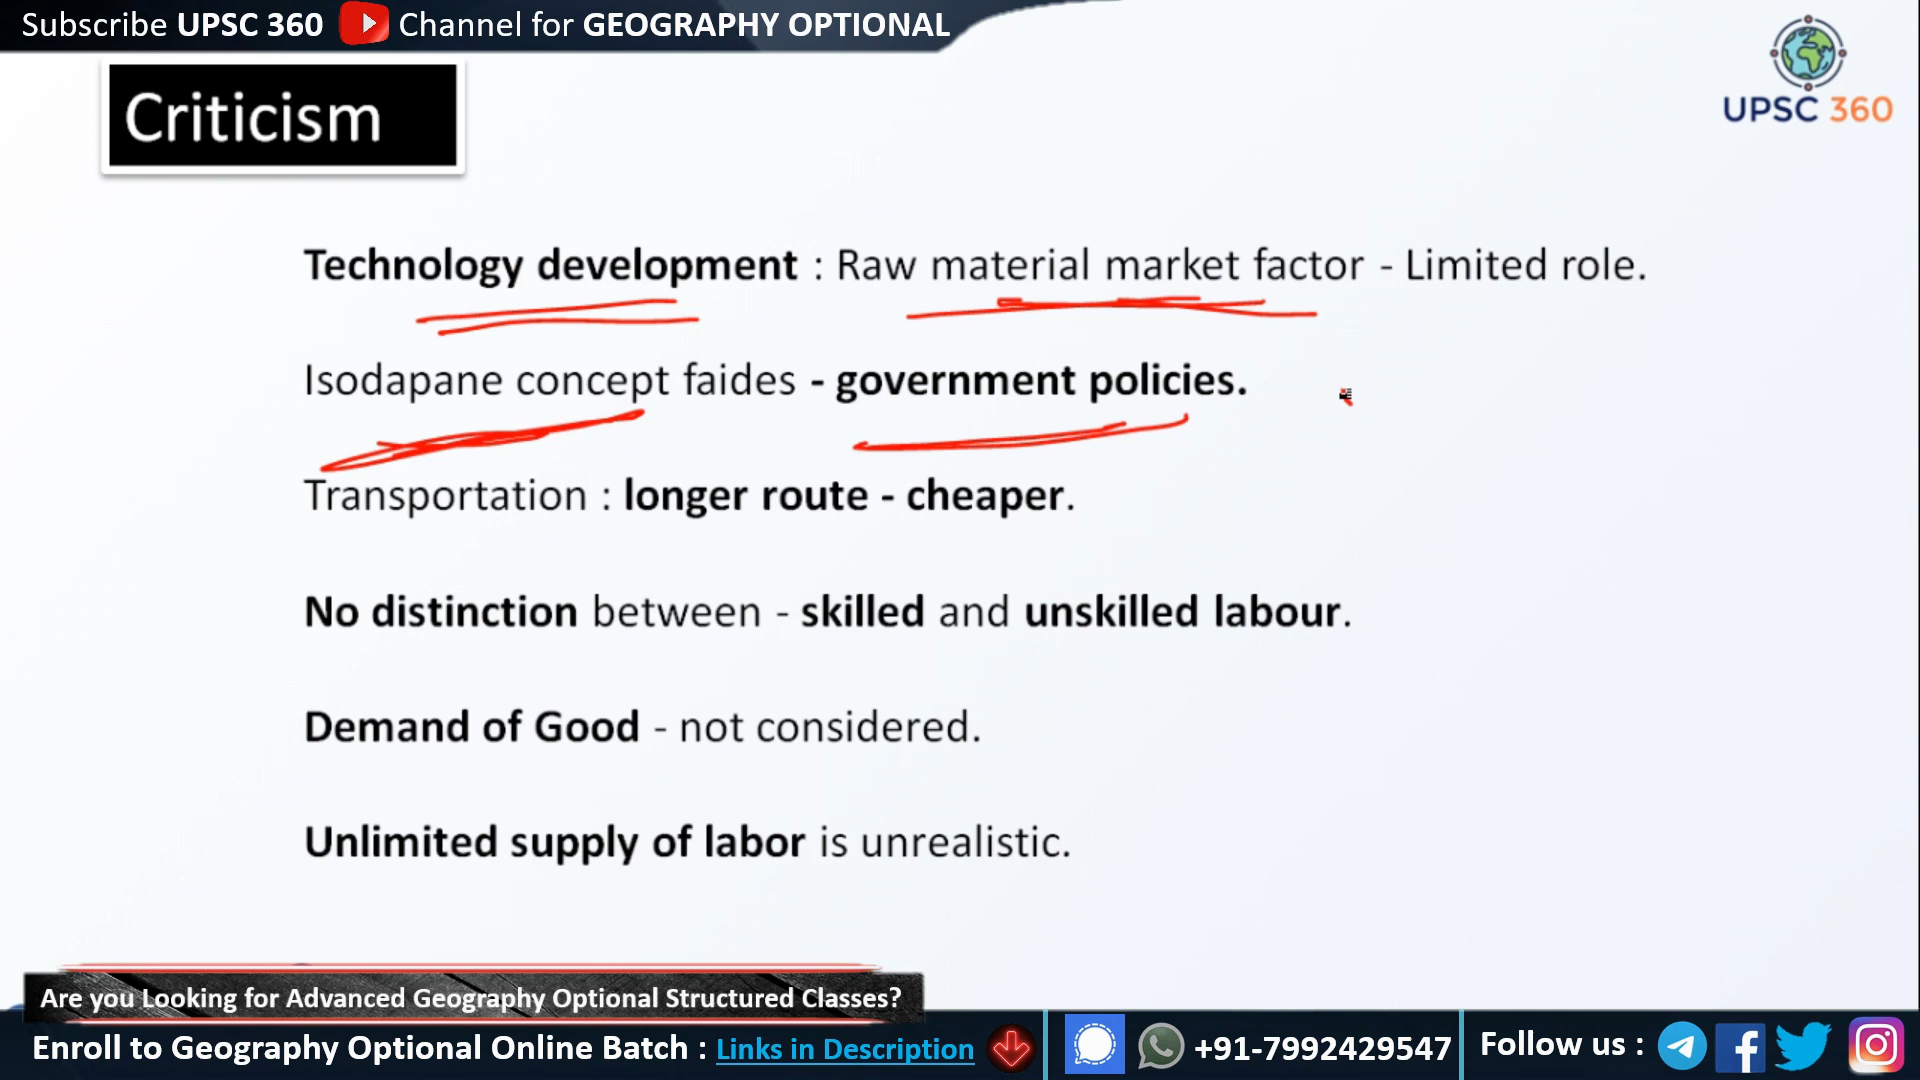 Subscribe UPSC 360 Channel for GEOGRAPHY OPTIONAL
UPSC 360
Criticism
Technology development : Raw material market factor - Limited role.
Isodapane concept faides - government policies.
Transportation : longer route - cheaper.
No distinction between - skilled and unskilled labour.
Demand of Good - not considered.
Unlimited supply of labor is unrealistic.
Are you Looking for Advanced Geography Optional Structured Classes?
Enroll to Geography Optional Online Batch : Links in Description +91-7992429547 Follow us :